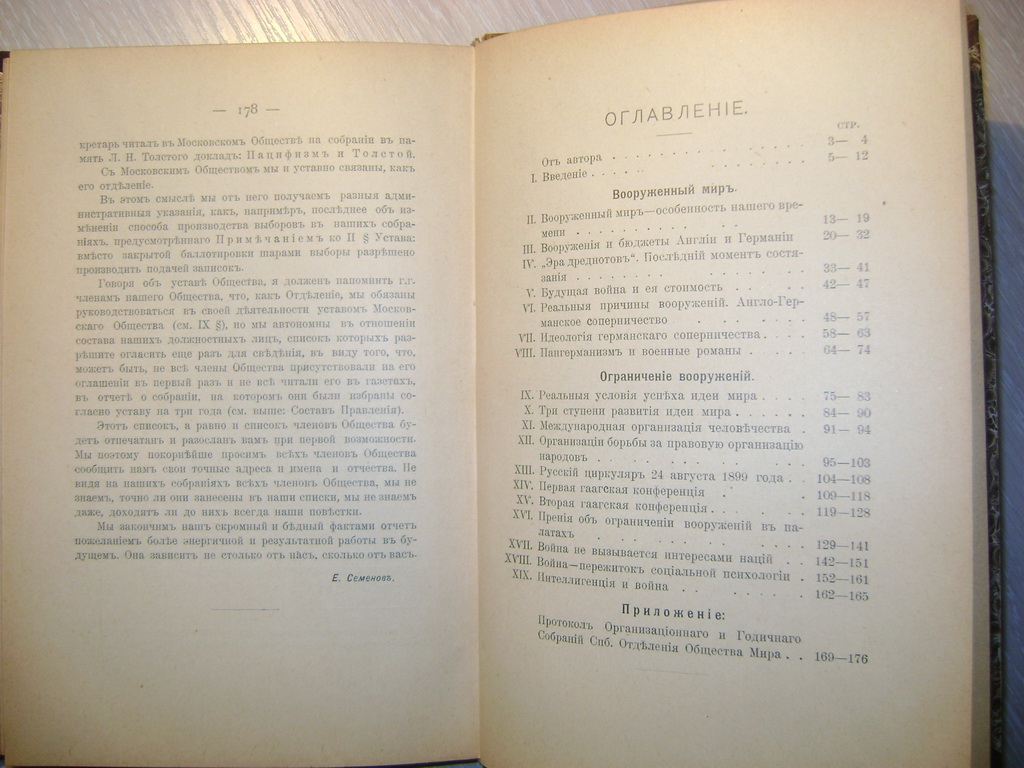 — 178 —
кретарь читалъ въ Московскомъ Обществѣ на собраніи въ па-
мять Л. Н. Толстого докладъ: Пацифизмъ и Толстой.
Съ Московскимъ Обществомъ мы и уставно связаны, какъ
его отдѣленіе.
Въ этомъ смыслѣ мы отъ него получаемъ разныя адми-
нистративныя указанія, какъ, напримѣръ, послѣднее объ из-
мѣненіи способа производства выборовъ въ нашихъ собра-
ніяхъ, предусмотрѣннаго Примѣчаніемъ ко II § Устава:
вмѣсто закрытой баллотировки шарами выборы разрѣшено
производить подачей записокъ.
Говоря объ уставѣ Общества, я долженъ напомнить г.г.
членамъ нашего Общества, что, какъ Отдѣленіе, мы обязаны
руководствоваться въ своей дѣятельности уставомъ Москов-
скаго Общества (см. IX §), но мы автономны въ отношеніи
состава нашихъ должностныхъ лицъ, списокъ которыхъ раз-
рѣшите огласить еще разъ для свѣдѣнія, въ виду того, что,
можетъ быть, не всѣ члены Общества присутствовали на его
оглашеніи въ первый разъ и не всѣ читали его въ газетахъ,
въ отчетѣ о собраніи, на которомъ они были избраны со-
гласно уставу на три года (см. выше: Составъ Правленія).
Этотъ списокъ, а равно и списокъ членовъ Общества бу-
детъ отпечатанъ и разосланъ вамъ при первой возможности.
Мы поэтому покорнѣйше просимъ всѣхъ членовъ Общества
сообщить намъ свои точные адреса и имена и отчества. Не
видя на нашихъ собраніяхъ всѣхъ членовъ Общества, мы не
знаемъ, точно ли они занесены въ наши списки, мы не знаемъ
даже, доходятъ ли до нихъ всегда наши повѣстки.
Мы закончимъ нашъ скромный и бѣдный фактами отчетъ
пожеланіемъ болѣе энергичной и результатной работы въ бу-
дущемъ. Она зависитъ не столько отъ насъ, сколько отъ васъ.
Е. Семеновъ.
ОГЛАВЛЕНІЕ.
СТР.
Отъ автора . . . . . . . . . 3— 4
I. Введеніе . . . . . . . . . 5— 12
Вооруженный миръ.
II. Вооруженный миръ—особенность нашего вре-
мени . . . . . . . . . 13— 19
III. Вооруженія и бюджеты Англіи и Германіи 20— 32
IV. „Эра дредноутовъ“. Послѣдній моментъ состя-
занія . . . . . . . . . 33— 41
V. Будущая война и ея стоимость . . . 42— 47
VI. Реальныя причины вооруженій. Англо-Гер-
манское соперничество . . . . . 48— 57
VII. Идеологія германскаго соперничества . . . . 58— 63
VIII. Пангерманизмъ и военные романы . . . . 64— 74
Ограниченіе вооруженій.
IX. Реальныя условія успѣха идеи мира . . . . 75— 83
X. Три ступени развитія идеи мира . . . . . 84— 90
XI. Международная организація человѣчества . 91— 94
XII. Организаціи борьбы за правовую организацію
народовъ . . . . . . . . 95—103
XIII. Русскій циркуляръ 24 августа 1899 года . . 104—108
XIV. Первая гаагская конференція . . . 109—118
XV. Вторая гаагская конференція . . . . . 119—128
XVI. Пренія объ ограниченіи вооруженій въ па-
латахъ . . . . . . . . . 129—141
XVII. Война не вызывается интересами націй . . 142—151
XVIII. Война—пережитокъ соціальной психологіи . 152—161
XIX. Интеллигенція и война . . . . . . . 162—165
Приложеніе:
Протоколъ Организаціоннаго и Годичнаго
Собраній Спб. Отдѣленія Общества Мира . . 169—176